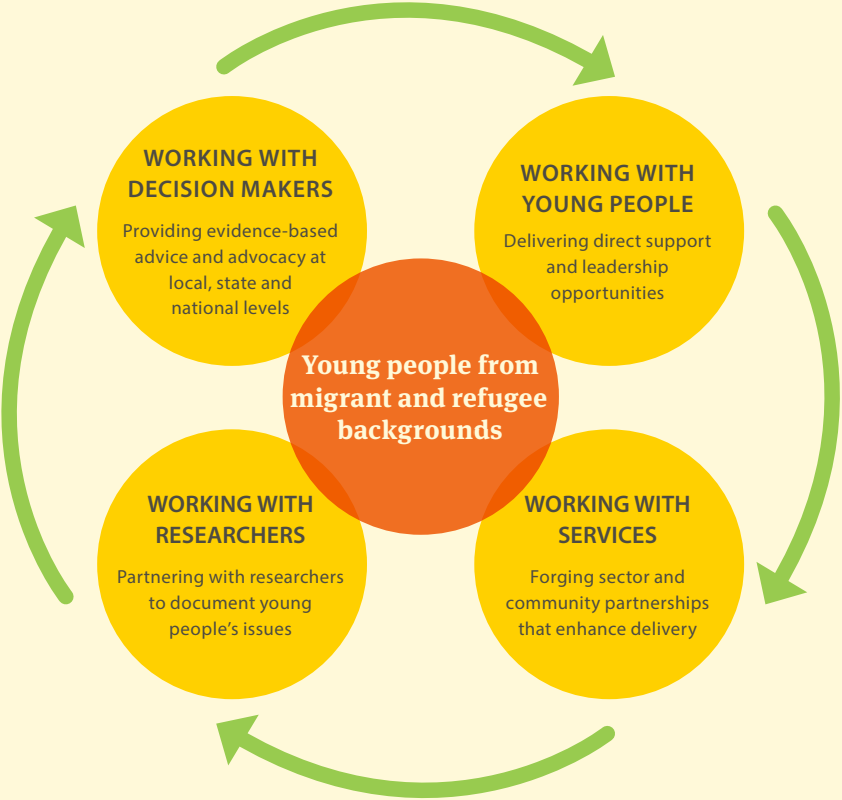 WORKING WITH
DECISION MAKERS
Providing evidence-based
advice and advocacy at
local, state and
national levels
WORKING WITH
YOUNG PEOPLE
Delivering direct support
and leadership
opportunities
Young people from
migrant and refugee
backgrounds
WORKING WITH
RESEARCHERS
Partnering with researchers
to document young
people’s issues
WORKING WITH
SERVICES
Forging sector and
community partnerships
that enhance delivery